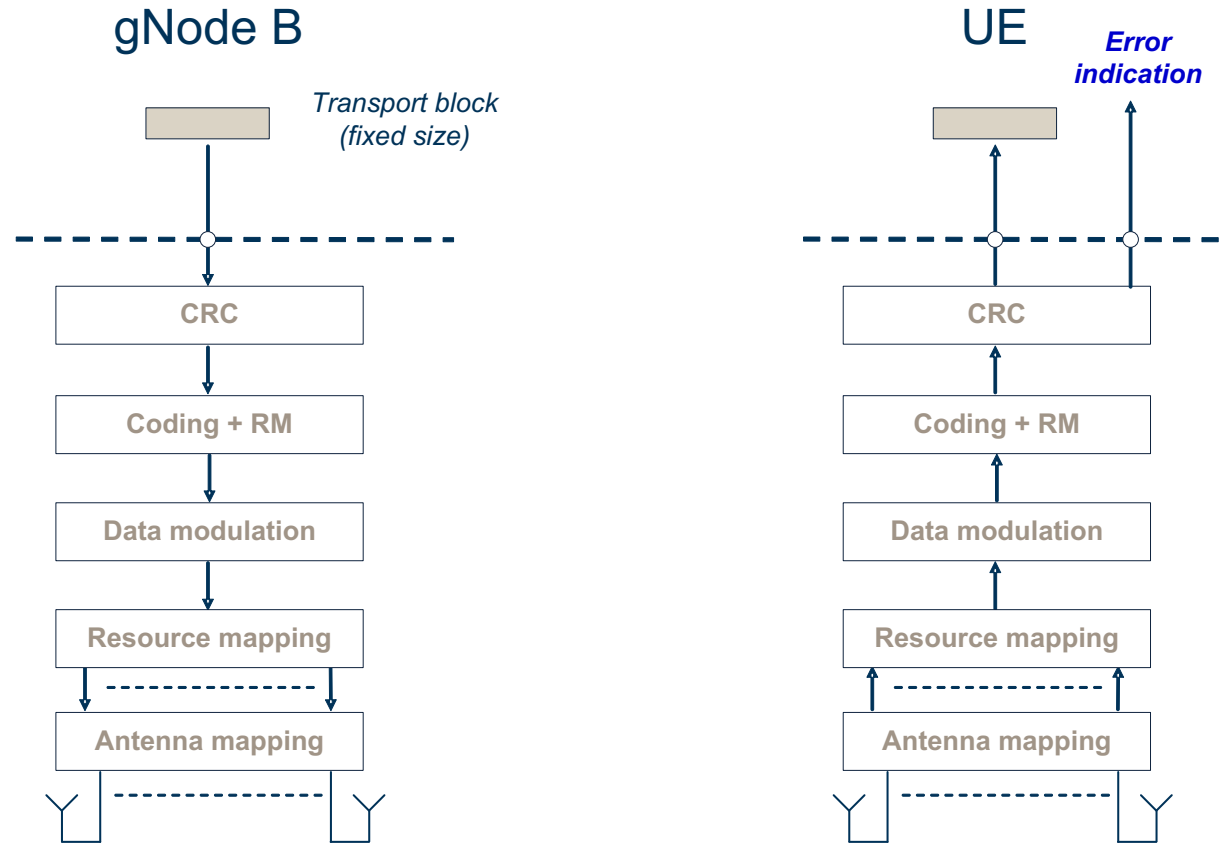 gNode B
Transport block
(fixed size)
CRC
Coding + RM
Data modulation
Resource mapping
Antenna mapping
UE
Error
indication
CRC
Coding + RM
Data modulation
Resource mapping
Antenna mapping